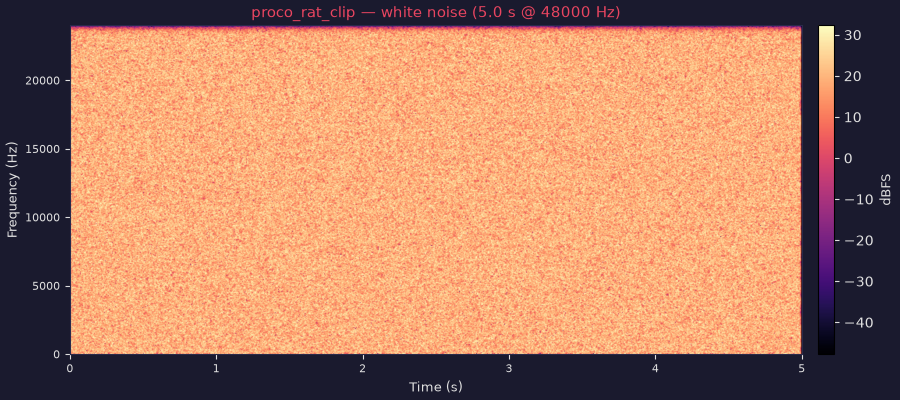 proco_rat_clip — white noise (5.0 s @ 48000 Hz)
Frequency (Hz)
20000
15000
10000
5000
0
0 1 2 3 4 5
Time (s)
30
20
10
0
−10
−20
−30
−40
dBFS